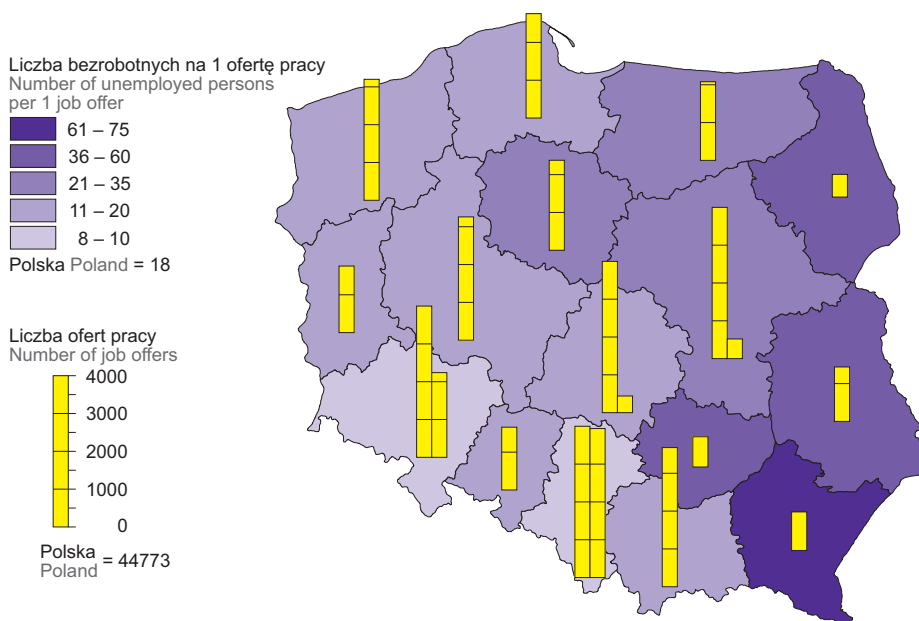 Liczba bezrobotnych na 1 ofertę pracy
Number of unemployed persons
per 1 job offer
61 – 75
36 – 60
21 – 35
11 – 20
8 – 10
Polska Poland = 18
Liczba ofert pracy
Number of job offers
4000
3000
2000
1000
0
Polska
Poland = 44773